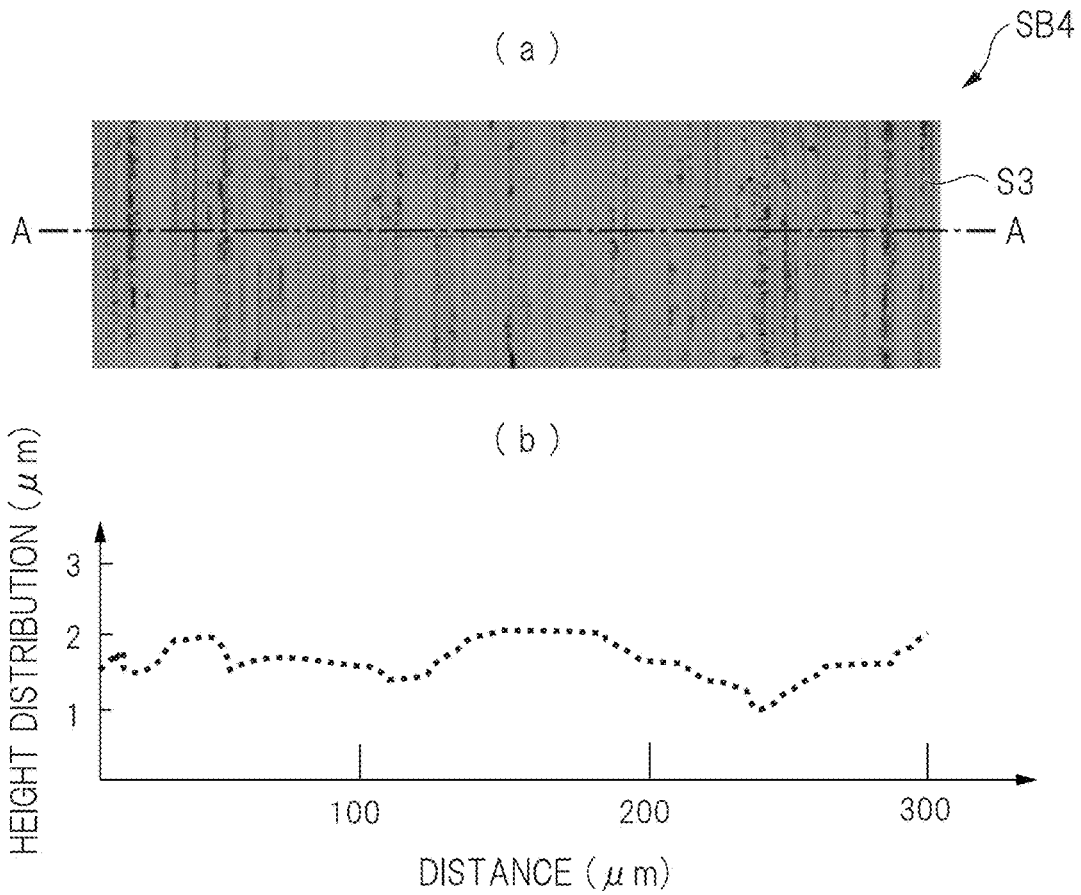 (a)
SB4
S3
A A
(b)
HEIGHT DISTRIBUTION (μm)
3
2
1
100 200 300
DISTANCE (μm)